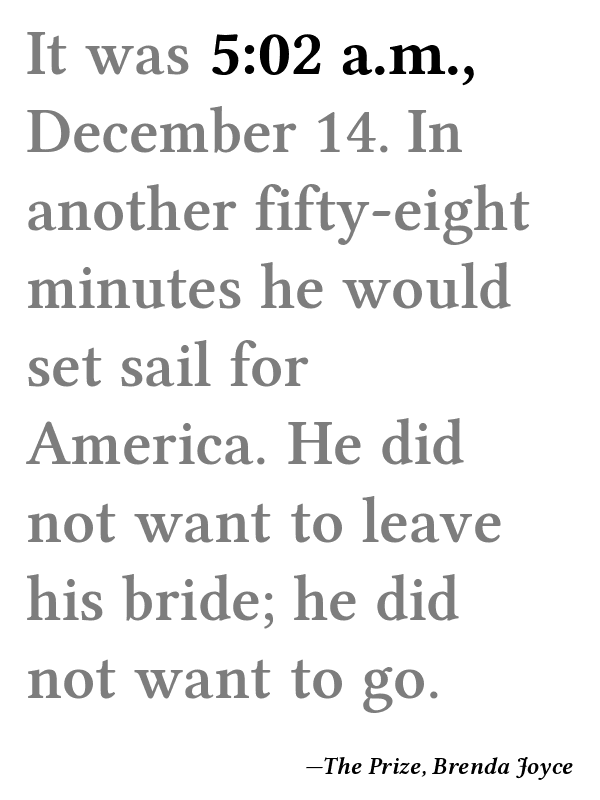 It was 5:02 a.m.,
December 14. In
another fifty-eight
minutes he would
set sail for
America. He did
not want to leave
his bride; he did
not want to go.
—The Prize, Brenda Joyce